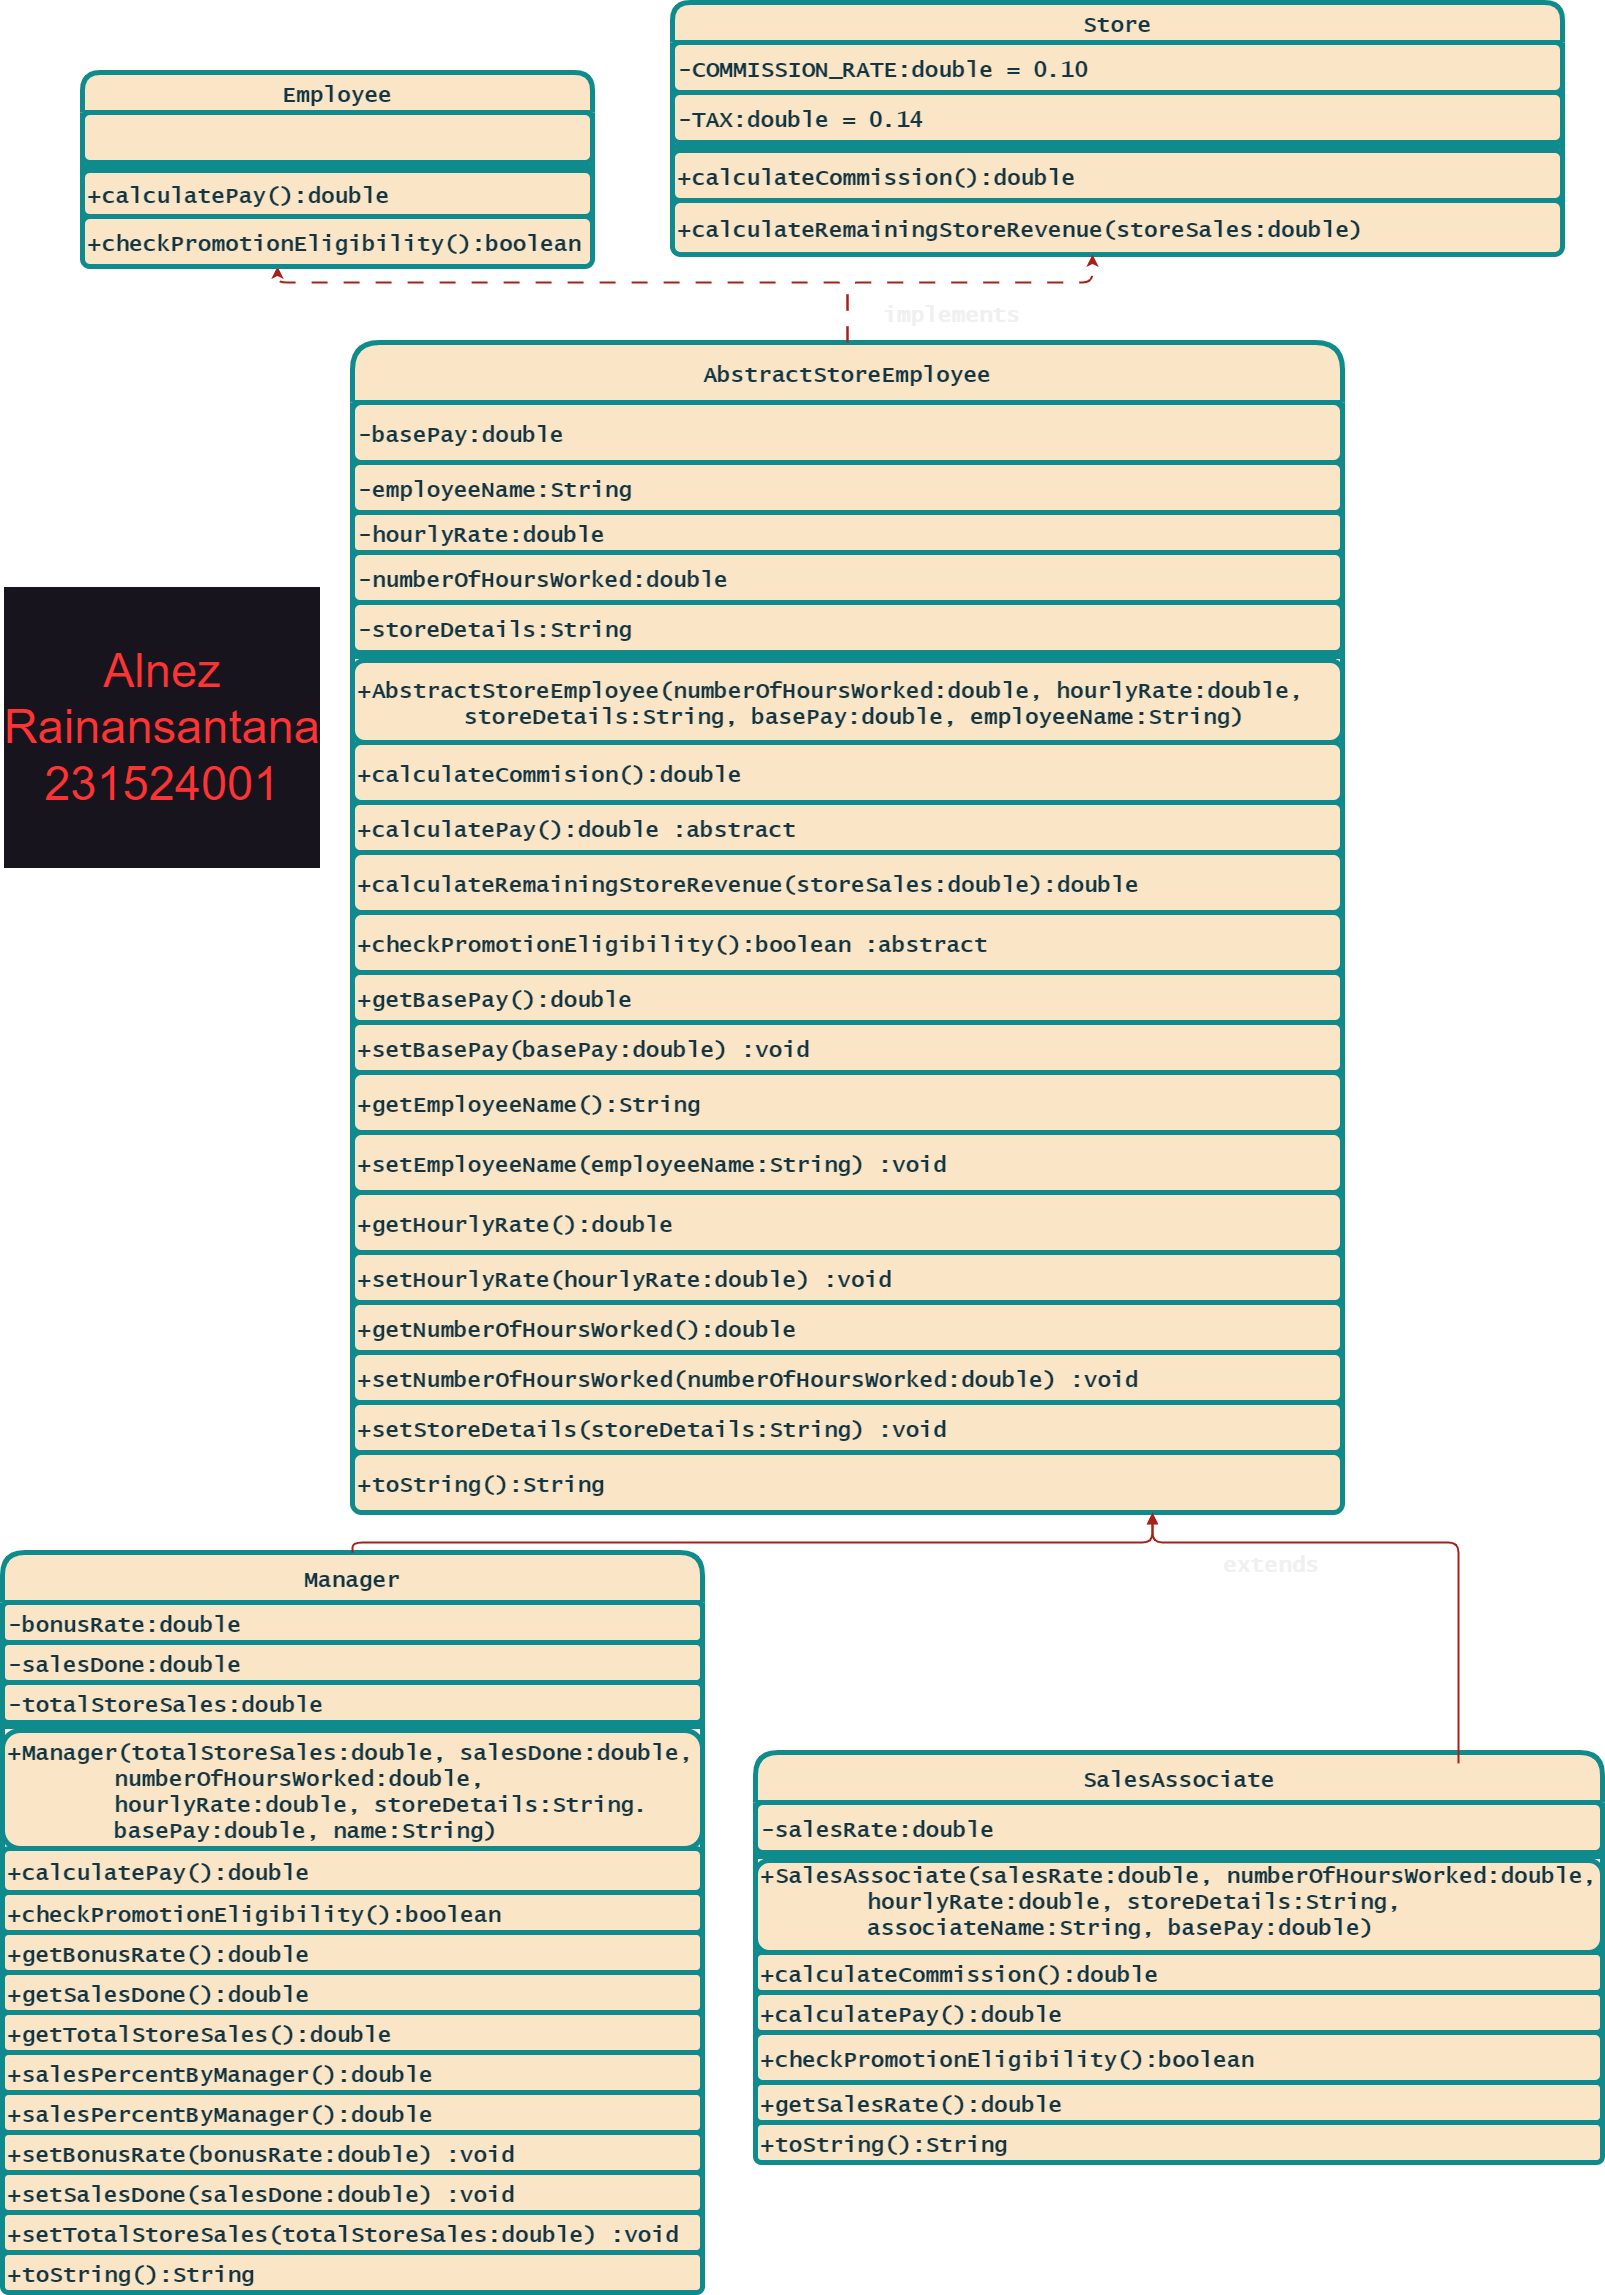 Store
-COMMISSION_RATE:double = 0.10
-TAX:double = 0.14
+calculateCommission():double
+calculateRemainingStoreRevenue(storeSales:double)
Employee
+calculatePay():double
+checkPromotionEligibility():boolean
implements
AbstractStoreEmployee
-basePay:double
-employeeName:String
-hourlyRate:double
-numberOfHoursWorked:double
-storeDetails:String
+AbstractStoreEmployee(numberOfHoursWorked:double, hourlyRate:double,
storeDetails:String, basePay:double, employeeName:String)
+calculateCommision():double
+calculatePay():double :abstract
+calculateRemainingStoreRevenue(storeSales:double):double
+checkPromotionEligibility():boolean :abstract
+getBasePay():double
+setBasePay(basePay:double) :void
+getEmployeeName():String
+setEmployeeName(employeeName:String) :void
+getHourlyRate():double
+setHourlyRate(hourlyRate:double) :void
+getNumberOfHoursWorked():double
+setNumberOfHoursWorked(numberOfHoursWorked:double) :void
+setStoreDetails(storeDetails:String) :void
+toString():String
Alnez
Rainansantana
231524001
extends
Manager
-bonusRate:double
-salesDone:double
-totalStoreSales:double
+Manager(totalStoreSales:double, salesDone:double,
numberOfHoursWorked:double,
hourlyRate:double, storeDetails:String.
basePay:double, name:String)
+calculatePay():double
+checkPromotionEligibility():boolean
+getBonusRate():double
+getSalesDone():double
+getTotalStoreSales():double
+salesPercentByManager():double
+salesPercentByManager():double
+setBonusRate(bonusRate:double) :void
+setSalesDone(salesDone:double) :void
+setTotalStoreSales(totalStoreSales:double) :void
+toString():String
SalesAssociate
-salesRate:double
+SalesAssociate(salesRate:double, numberOfHoursWorked:double,
hourlyRate:double, storeDetails:String,
associateName:String, basePay:double)
+calculateCommission():double
+calculatePay():double
+checkPromotionEligibility():boolean
+getSalesRate():double
+toString():String